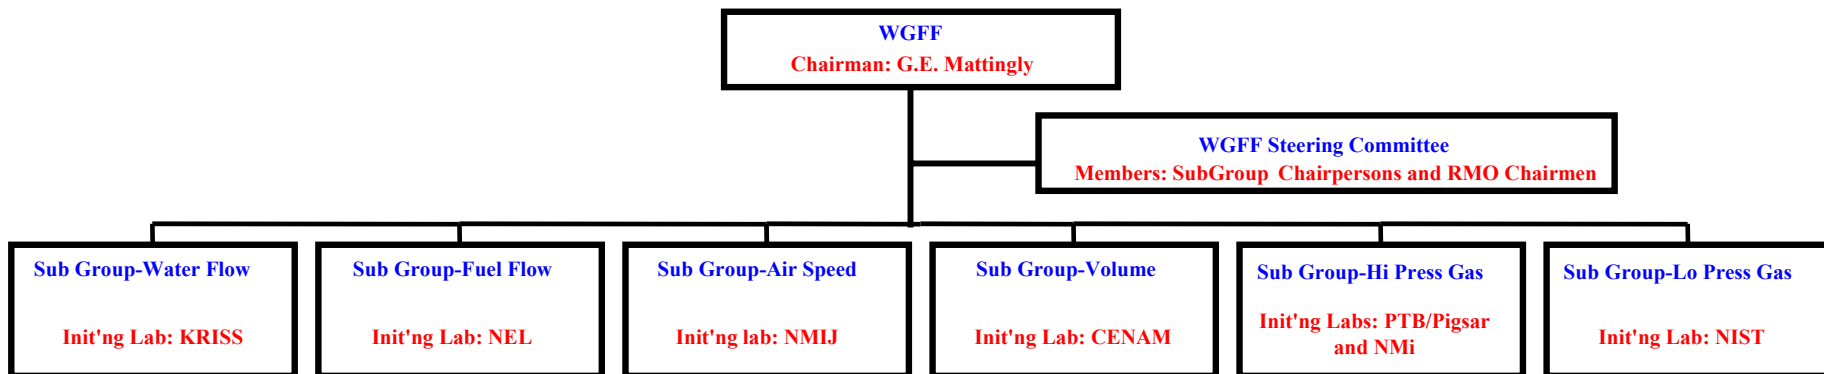 WGFF
Chairman: G.E. Mattingly
WGFF Steering Committee
Members: SubGroup Chairpersons and RMO Chairmen
Sub Group-Water Flow
Init'ng Lab: KRISS
Sub Group-Fuel Flow
Init'ng Lab: NEL
Sub Group-Air Speed
Init'ng lab: NMIJ
Sub Group-Volume
Init'ng Lab: CENAM
Sub Group-Hi Press Gas
Init'ng Labs: PTB/Pigsar
and NMi
Sub Group-Lo Press Gas
Init'ng Lab: NIST